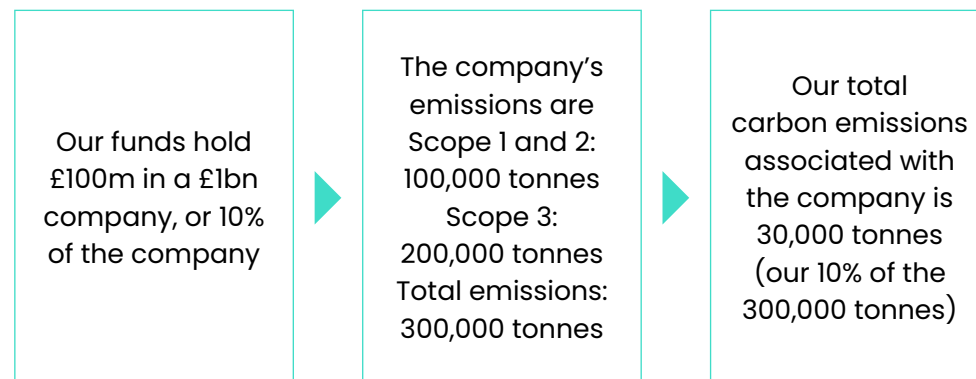 Our funds hold
£100m in a £1bn
company, or 10%
of the company
The company’s
emissions are
Scope 1 and 2:
100,000 tonnes
Scope 3:
200,000 tonnes
Total emissions:
300,000 tonnes
Our total
carbon emissions
associated with
the company is
30,000 tonnes
(our 10% of the
300,000 tonnes)